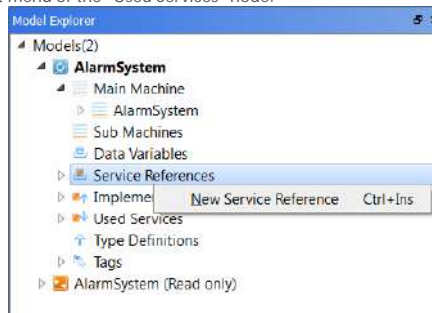 menu of the "Used services" node.
Model Explorer
Models(2)
AlarmSystem
Main Machine
AlarmSystem
Sub Machines
Data Variables
Service References
Impleme
New Service Reference Ctrl+Ins
Used Services
Type Definitions
Tags
AlarmSystem (Read only)